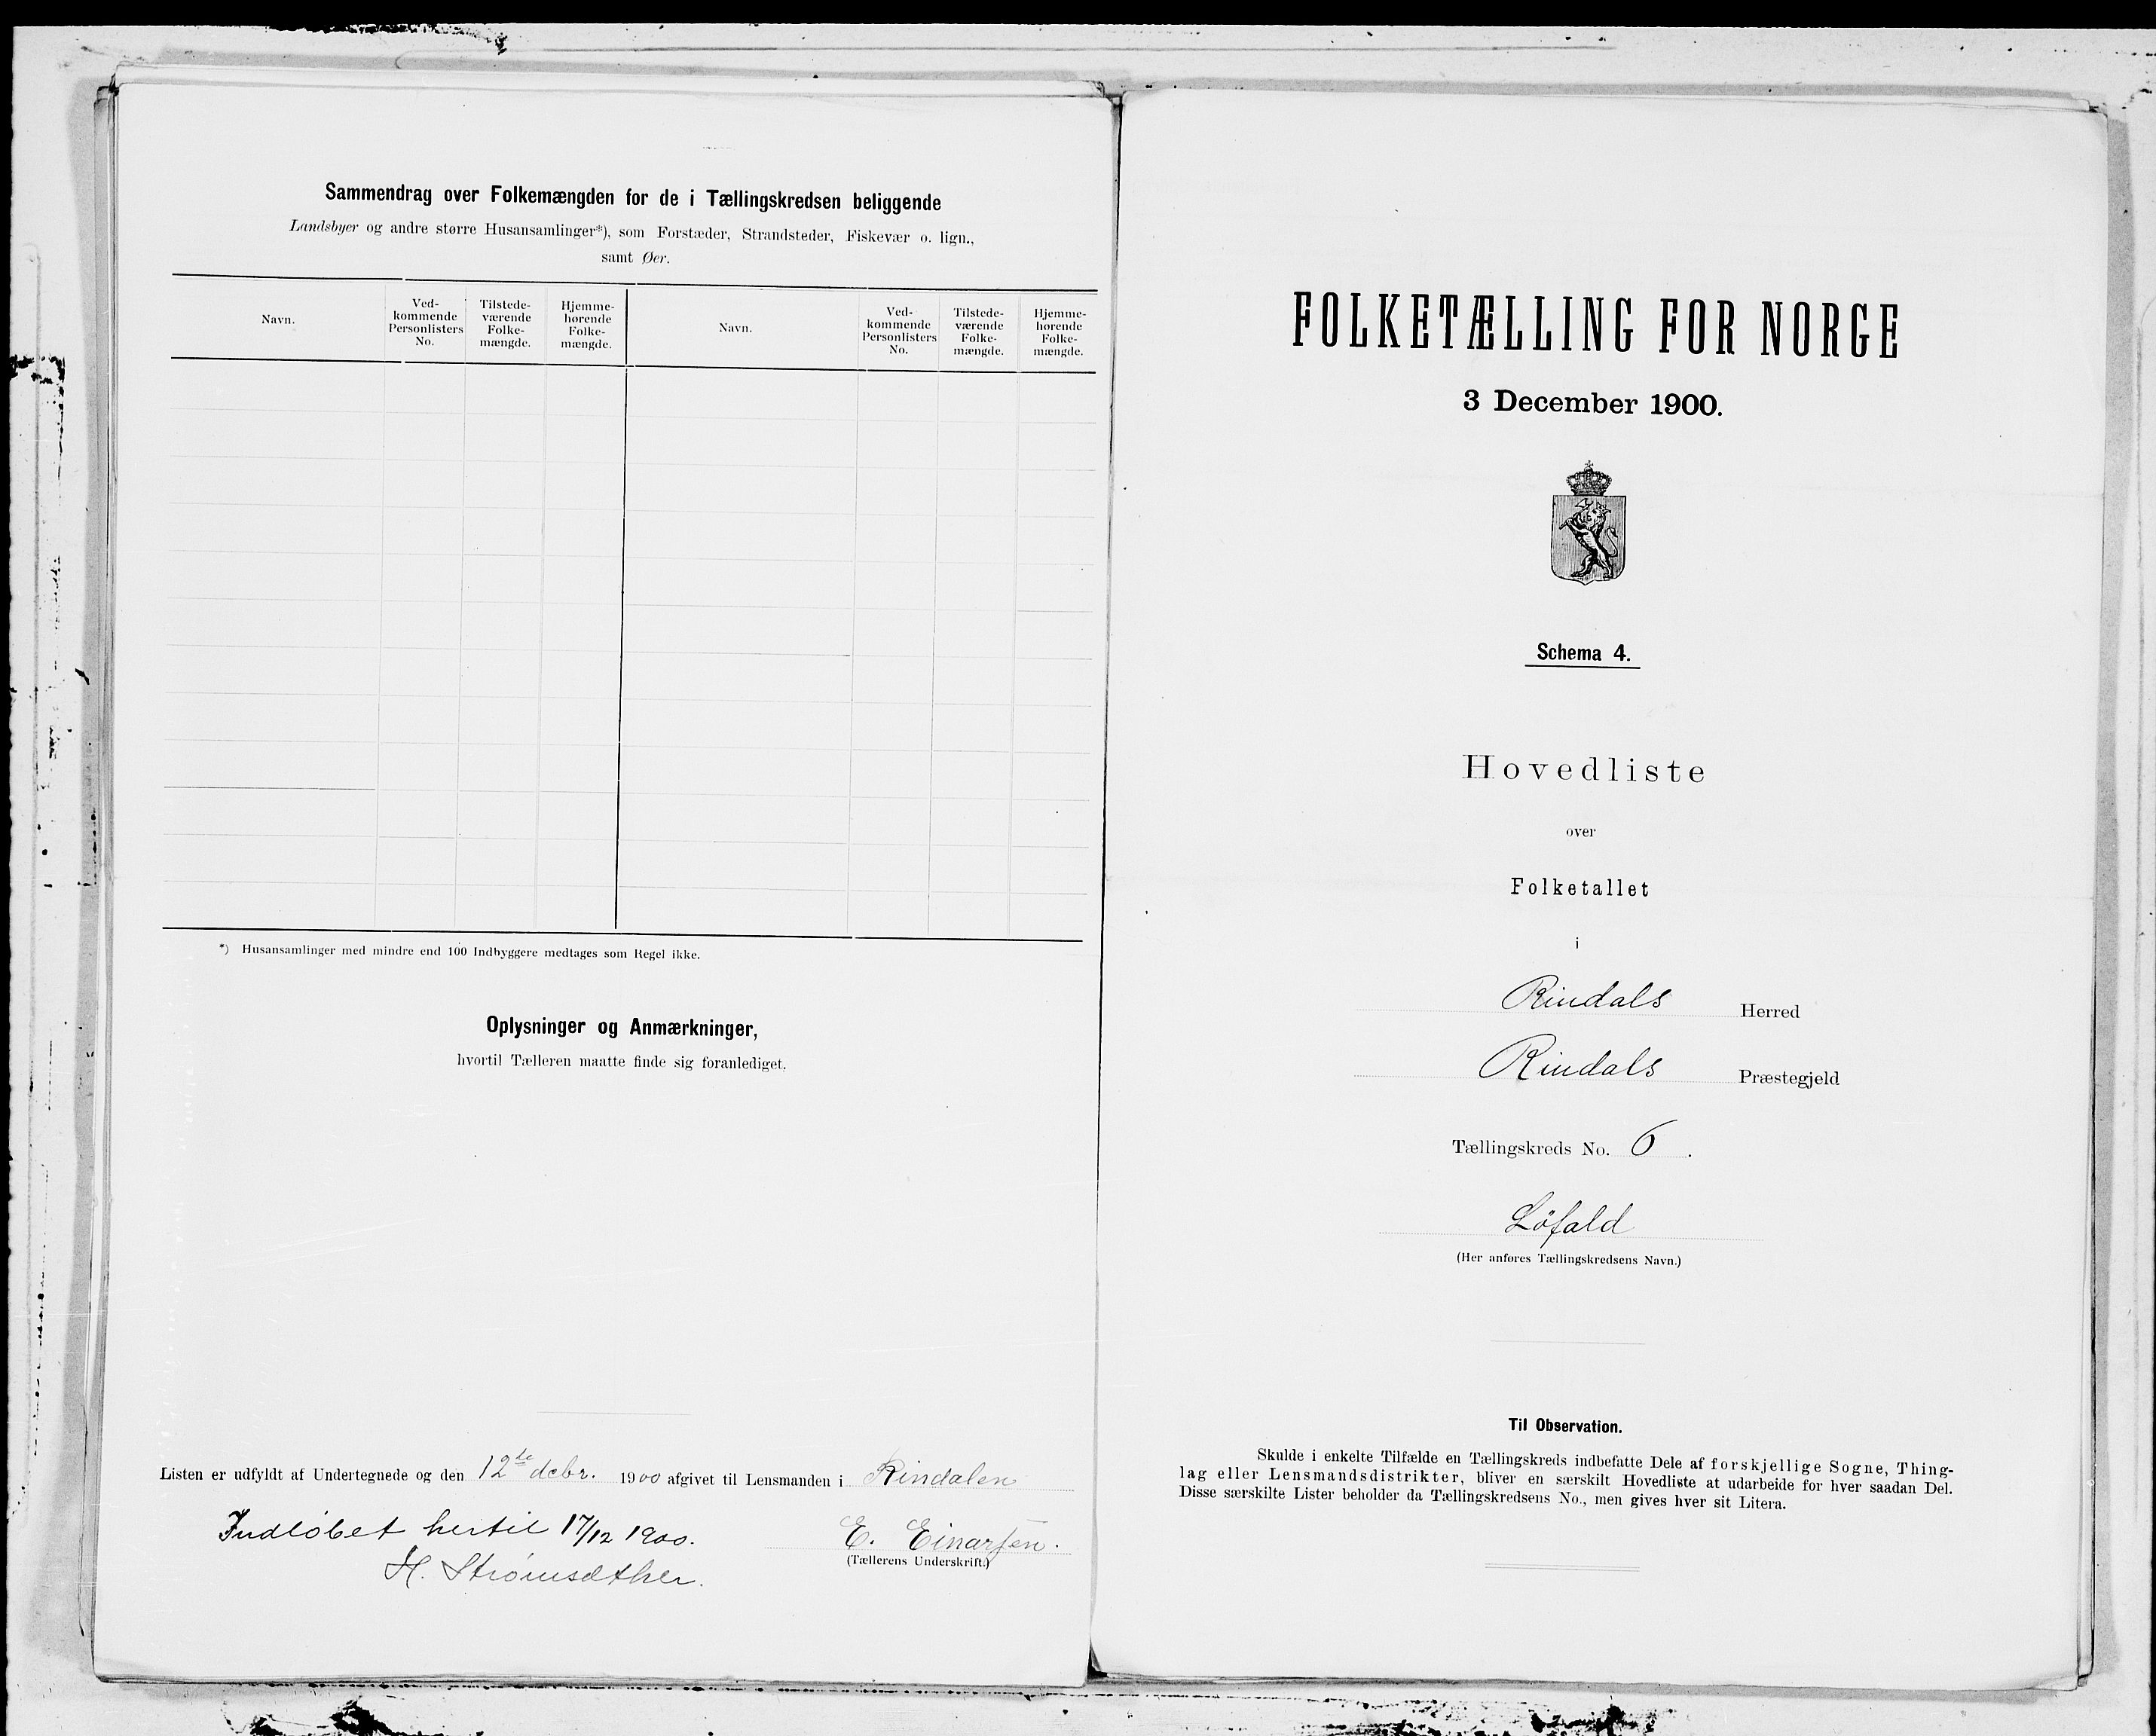 Sammendrag over Folkemængden for de i Tællingskredsen beliggende
Landsbyer og andre større Husansamlinger*), som Forstæder, Strandsteder, Fiskevær o. lign.,
samt Øer.
Navn.
Ved-
kommende
Personlisters
No.
Tilstede-
værende
Folke-
mængde.
Hjemme-
hørende
Folke-
mængde.
Navn.
Ved-
kommende
Personlisters
No.
Tilstede-
værende
Folke-
mængde.
Hjemme-
hørende
Folke-
mængde.
*) Husansamlinger med mindre end 100 Indbyggere medtages som Regel ikke.
Oplysninger og Anmærkninger,
hvortil Tælleren maatte finde sig foranlediget.
Listen er udfyldt af Undertegnede og den 12te debr. 1900 afgivet til Lensmanden i Rindalen
Indløbet hertil 17/12 1900.
E. Einarsen.
H. Strømsæther.
(Tællerens Underskrift.)
FOLKETÆLLING FOR NORGE
3 December 1900.
Schema 4.
Hovedliste
over
Folketallet
i
Rindals Herred
Rindals Præstegjeld
Tællingskreds No. 6.
Löfald
(Her anføres Tællingskredsens Navn.)
Til Observation.
Skulde i enkelte Tilfælde en Tællingskreds indbefatte Dele af forskjellige Sogne, Thing-
lag eller Lensmandsdistrikter, bliver en særskilt Hovedliste at udarbeide for hver saadan Del.
Disse særskilte Lister beholder da Tællingskredsens No., men gives hver sit Litera.